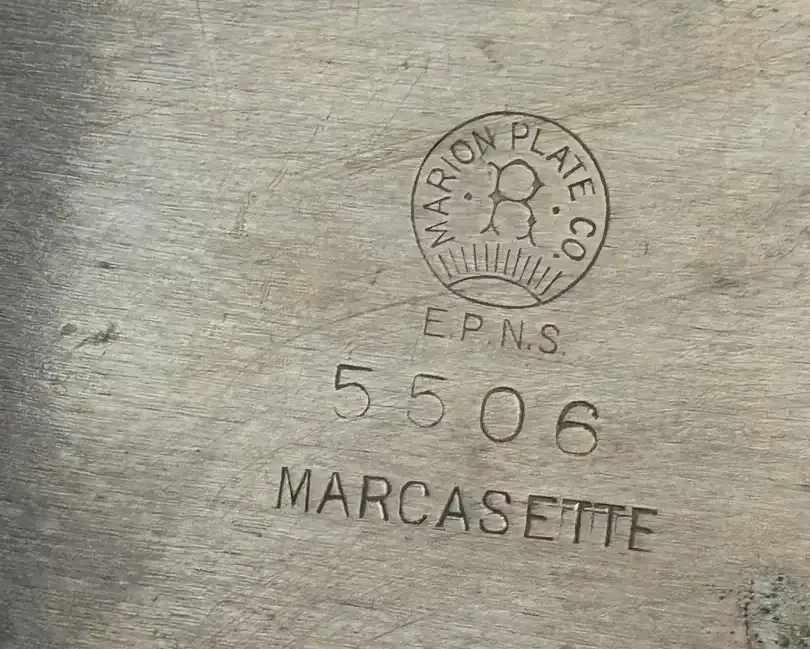 MARION PLATE CO.
R
E.P.N.S.
5506
MARCASETTE